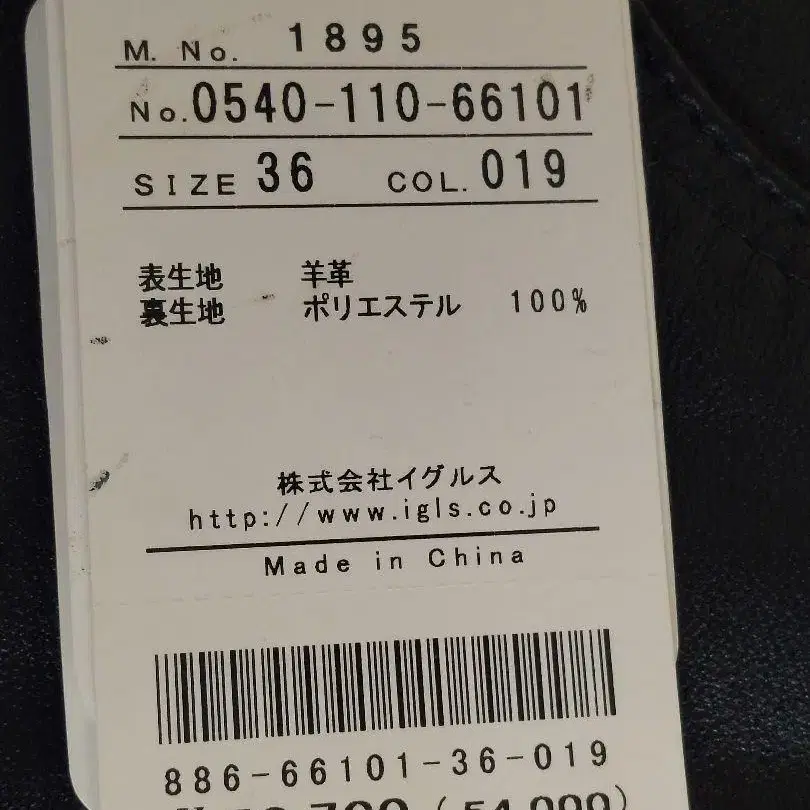 M. No. 1895
No.0540-110-66101
SIZE 36 COL.019
表生地 羊革
裏生地 ポリエステル 100%
株式会社イグルス
http://www.igls.co.jp
Made in China
886-66101-36-019